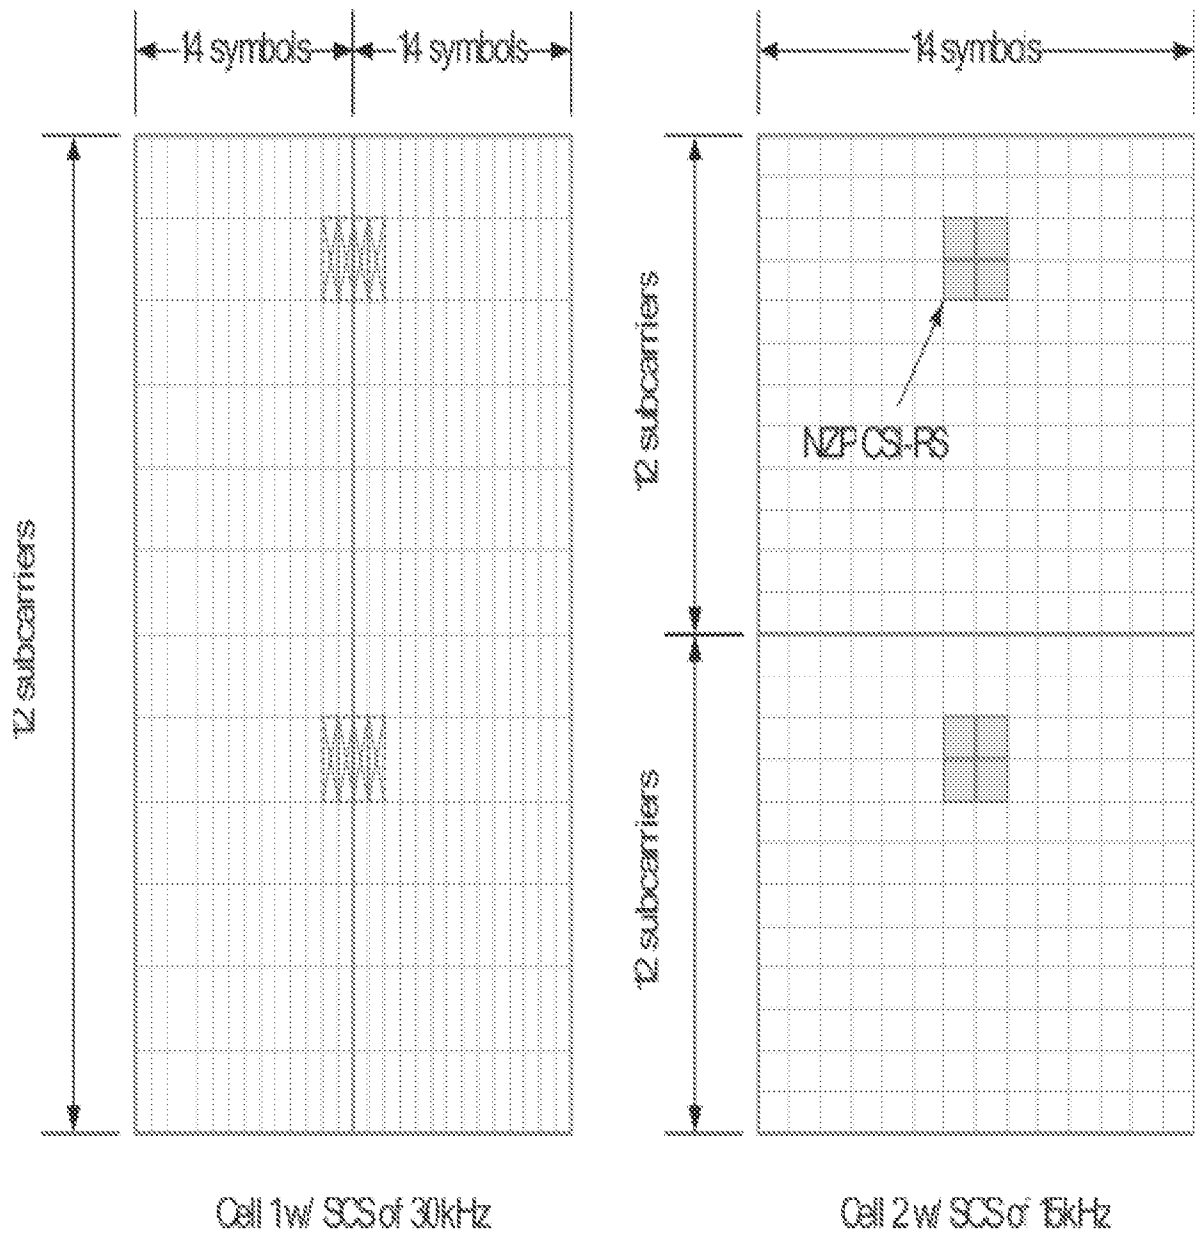 14 symbols
14 symbols
14 symbols
12 subcarriers
12 subcarriers
12 subcarriers
NZP CSI-RS
Cell 1 w/ SCS of 30kHz
Cell 2 w/ SCS of 15kHz